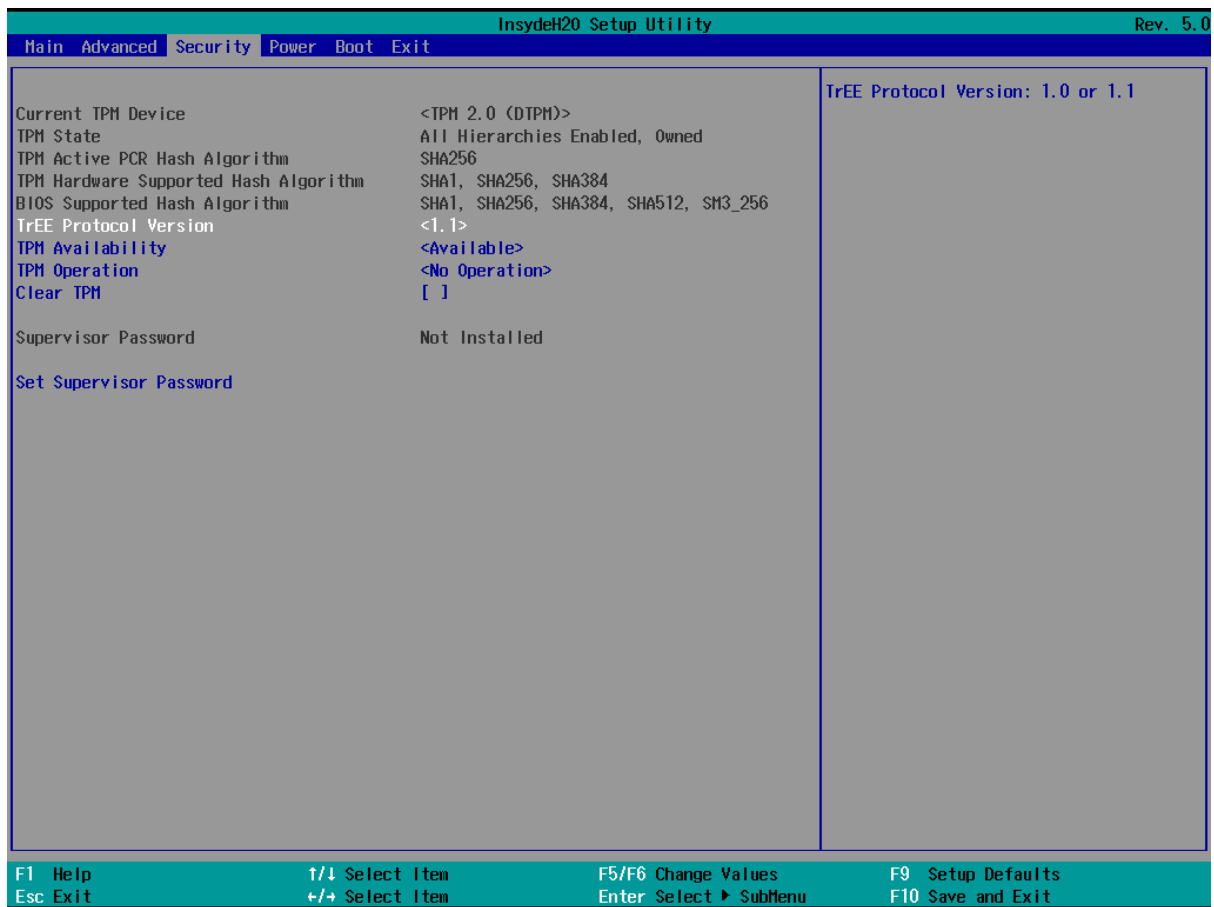 InsydeH20 Setup Utility Rev. 5.0
Main Advanced Security Power Boot Exit
TrEE Protocol Version: 1.0 or 1.1
Current TPM Device <TPM 2.0 (DTPM)>
TPM State All Hierarchies Enabled, Owned
TPM Active PCR Hash Algorithm SHA256
TPM Hardware Supported Hash Algorithm SHA1, SHA256, SHA384
BIOS Supported Hash Algorithm SHA1, SHA256, SHA384, SHA512, SM3_256
TrEE Protocol Version <1.1>
TPM Availability <Available>
TPM Operation <No Operation>
Clear TPM [ ]
Supervisor Password Not Installed
Set Supervisor Password
F1 Help ↑/↓ Select Item F5/F6 Change Values F9 Setup Defaults
Esc Exit ←/→ Select Item Enter Select ▶ SubMenu F10 Save and Exit